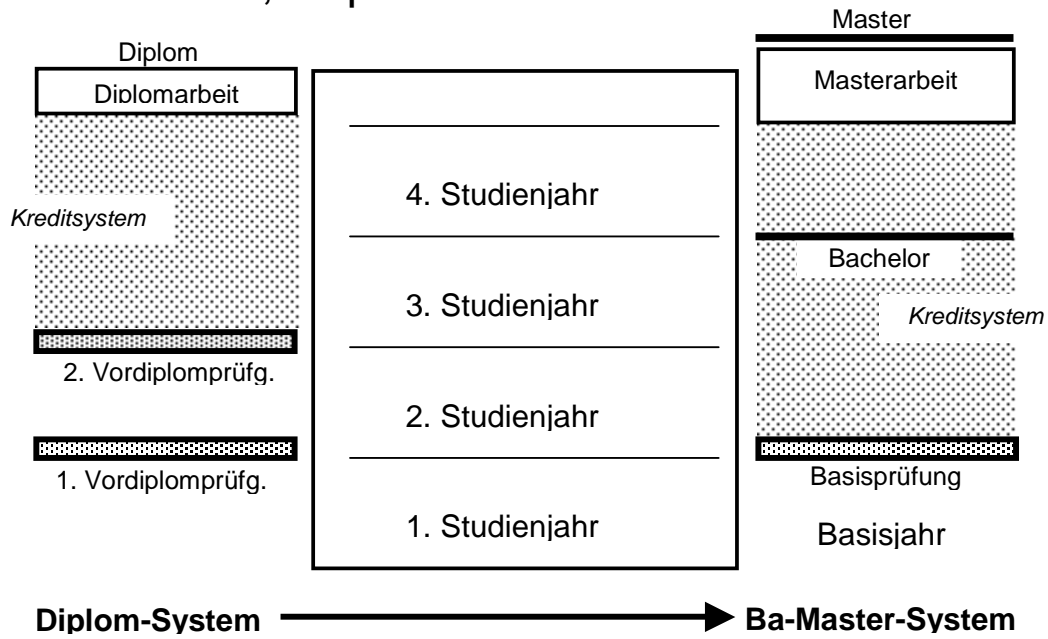 Master
Diplom
Diplomarbeit
Masterarbeit
4. Studienjahr
Kreditsystem
Bachelor
3. Studienjahr
Kreditsystem
2. Vordiplomprüfg.
2. Studienjahr
1. Vordiplomprüfg.
Basisprüfung
1. Studienjahr
Basisjahr
Diplom-System
Ba-Master-System